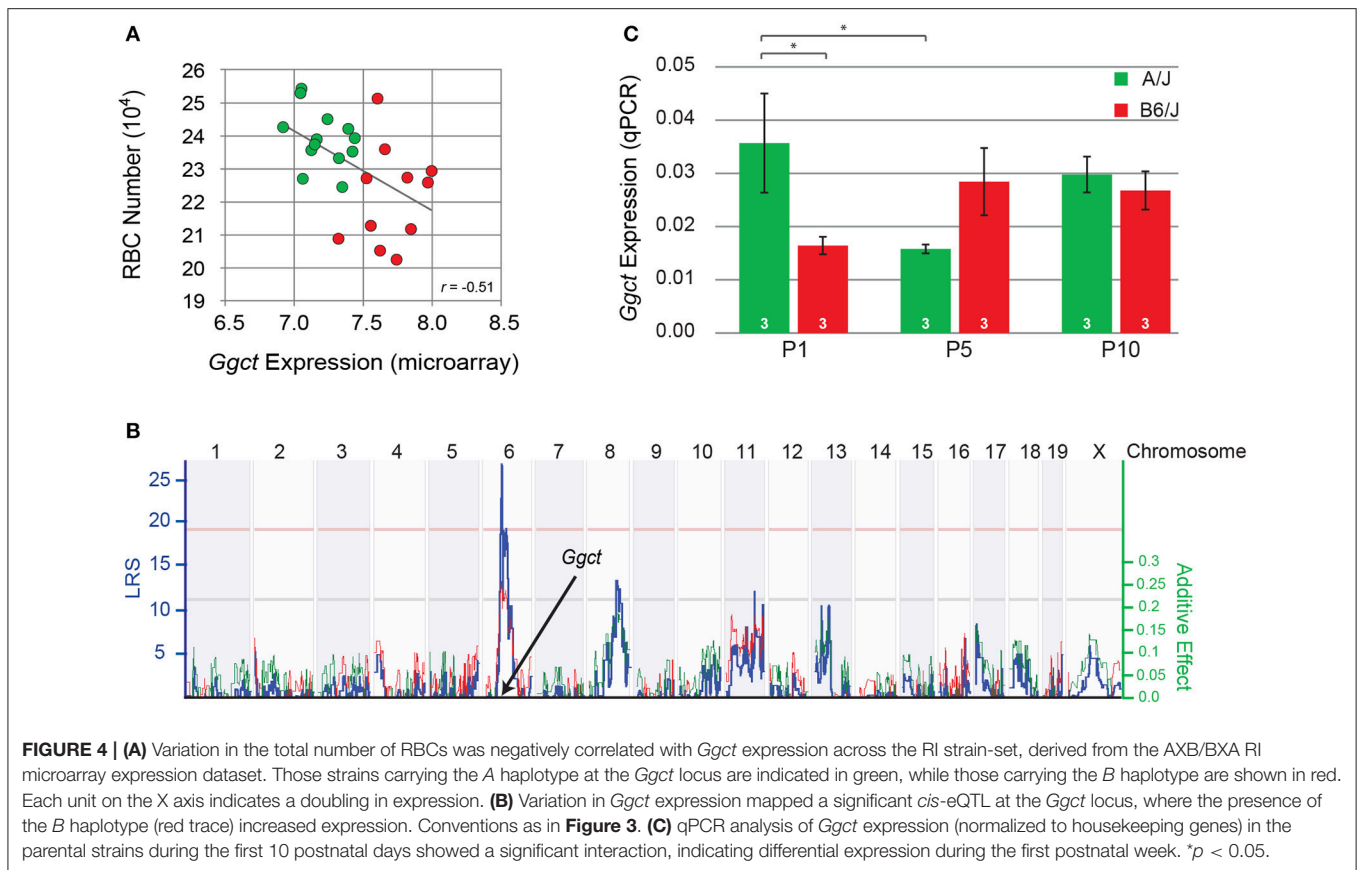 A
26
25
24
23
22
21
20
19
RBC Number (10⁴)
r = -0.51
6.5 7.0 7.5 8.0 8.5
Ggct Expression (microarray)
C
*
*
0.05
0.04
0.03
0.02
0.01
0.00
Ggct Expression (qPCR)
A/J
B6/J
3 3 3 3 3 3
P1 P5 P10
B
1 2 3 4 5 6 7 8 9 10 11 12 13 14 15 16 17 18 19 X Chromosome
25
20
15
10
5
LRS
Ggct
0.3
0.25
0.2
0.15
0.1
0.05
0.0
Additive Effect
FIGURE 4 | (A) Variation in the total number of RBCs was negatively correlated with Ggct expression across the RI strain-set, derived from the AXB/BXA RI
microarray expression dataset. Those strains carrying the A haplotype at the Ggct locus are indicated in green, while those carrying the B haplotype are shown in red.
Each unit on the X axis indicates a doubling in expression. (B) Variation in Ggct expression mapped a significant cis-eQTL at the Ggct locus, where the presence of
the B haplotype (red trace) increased expression. Conventions as in Figure 3. (C) qPCR analysis of Ggct expression (normalized to housekeeping genes) in the
parental strains during the first 10 postnatal days showed a significant interaction, indicating differential expression during the first postnatal week. *p < 0.05.